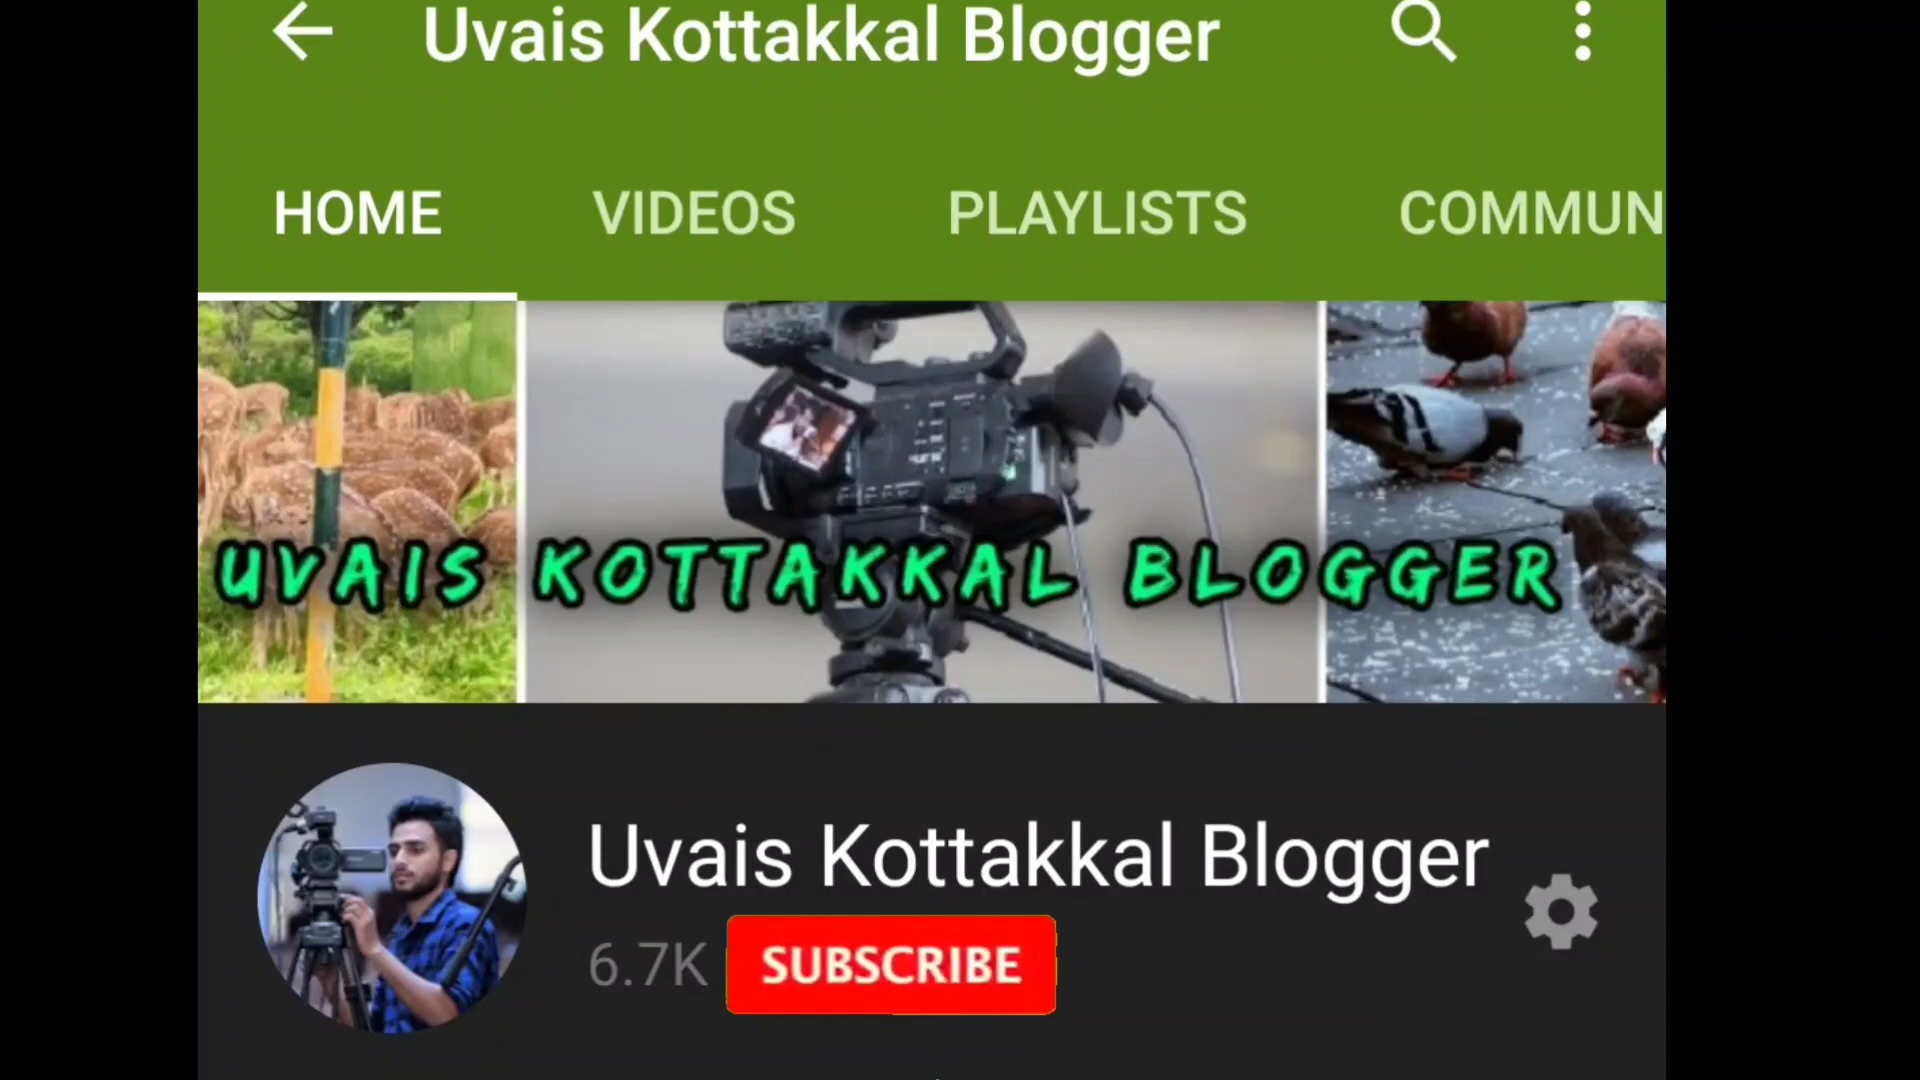 Uvais Kottakkal Blogger
HOME VIDEOS PLAYLISTS COMMUN
UVAIS KOTTAKKAL BLOGGER
Uvais Kottakkal Blogger
6.7K SUBSCRIBE